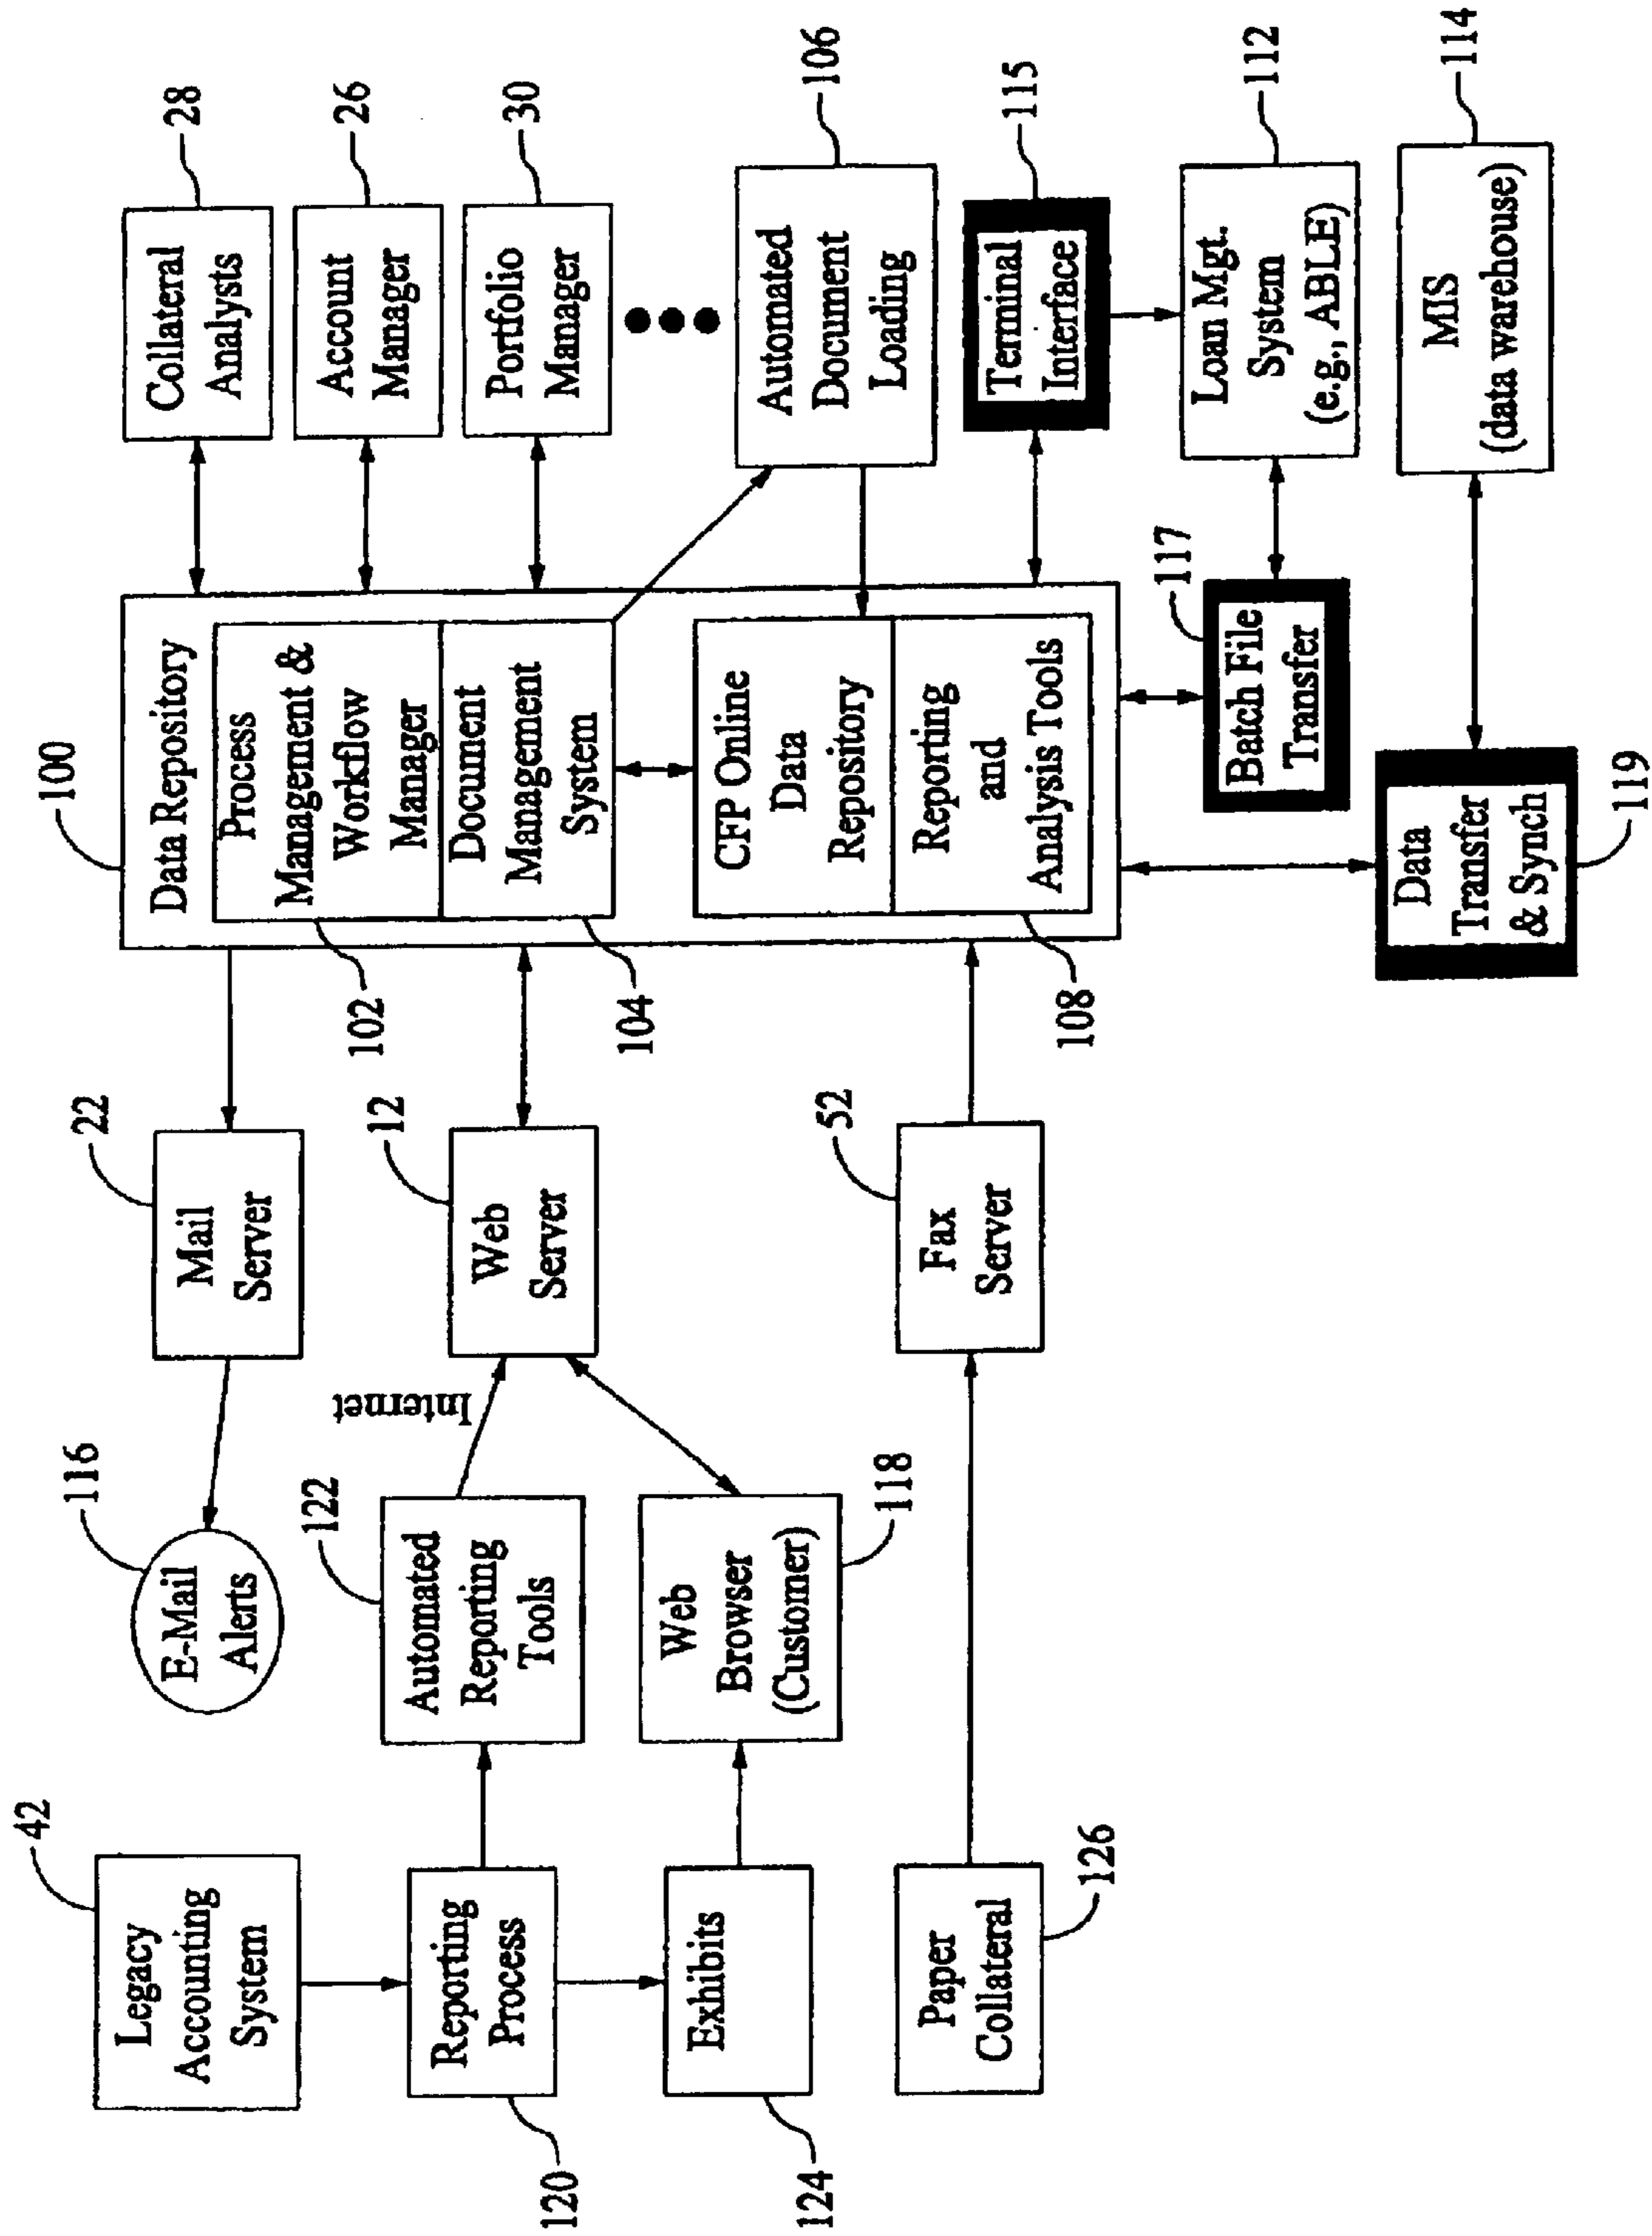 42
Legacy
Accounting
System
120
Reporting
Process
124
Exhibits
Paper
Collateral
126
116
E-Mail
Alerts
122
Automated
Reporting
Tools
Internet
Web
Browser
(Customer)
118
22
Mail
Server
12
Web
Server
52
Fax
Server
100
Data Repository
Process
Management &
Workflow
Manager
102
Document
Management
System
104
CFP Online
Data
Repository
Reporting
and
Analysis Tools
108
Collateral
Analysts
28
Account
Manager
26
Portfolio
Manager
30
Automated
Document
Loading
106
Terminal
Interface
115
Loan Mgt.
System
(e.g., ABLE)
112
MIS
(data warehouse)
114
117
Batch File
Transfer
Data
Transfer
& Synch
119